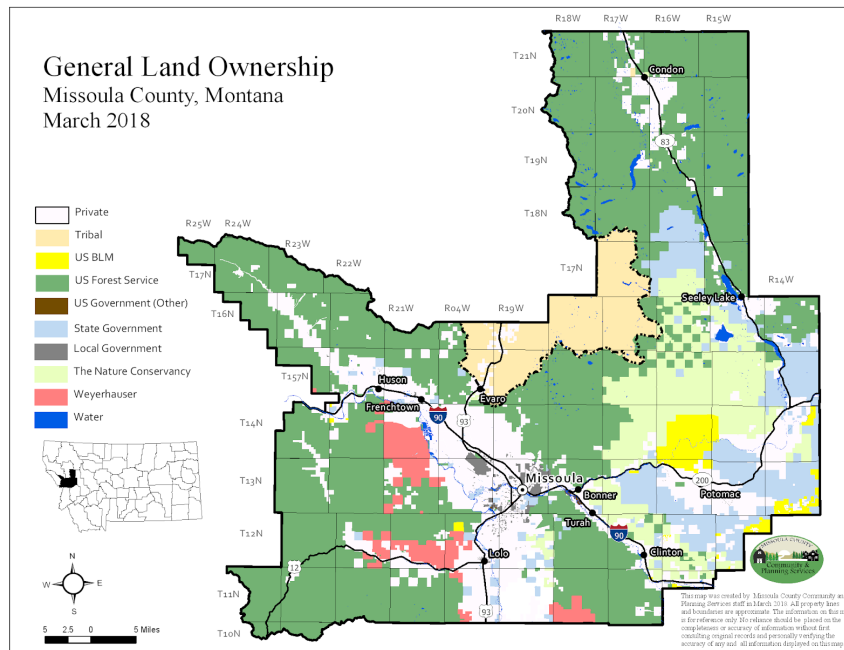 General Land Ownership
Missoula County, Montana
March 2018
R18W
R17W
R16W
R15W
T21N
T20N
T19N
T18N
T17N
R14W
Condon
83
Seeley Lake
Private
Tribal
US BLM
US Forest Service
US Government (Other)
State Government
Local Government
The Nature Conservancy
Weyerhauser
Water
R25W
R24W
R23W
R22W
R21W
R04W
R19W
T17N
T16N
T157N
T14N
T13N
T12N
T11N
T10N
Huson
Frenchtown
Evaro
90
93
Missoula
Bonner
Turah
200
Potomac
90
Clinton
Lolo
12
93
N
W
E
S
5 2.5 0 5 Miles
MISSOULA COUNTY
Community &
Planning Services
This map was created by Missoula County Community an
Planning Services staff in March 2018. All property lines
and boundaries are approximate. The information on this m
is for reference only. No reliance should be placed on the
completeness or accuracy of information without first
consulting original records and personally verifying the
accuracy of any and all information displayed on this map